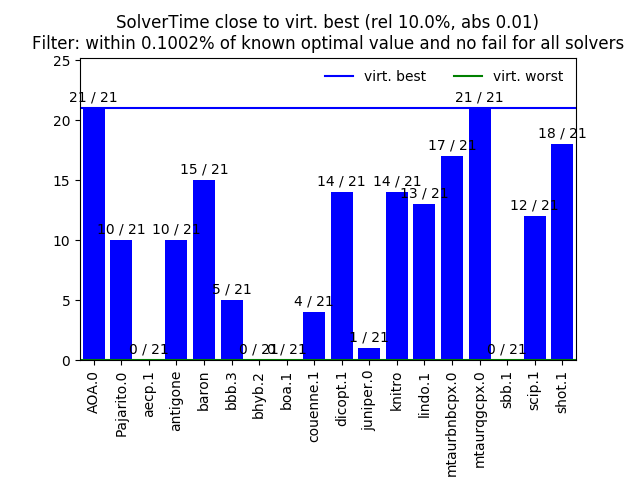 SolverTime close to virt. best (rel 10.0%, abs 0.01)
Filter: within 0.1002% of known optimal value and no fail for all solvers
virt. best
virt. worst
25
20
15
10
5
0
21 / 21
10 / 21
0 / 21
10 / 21
15 / 21
5 / 21
0 / 21
0 / 21
4 / 21
14 / 21
1 / 21
14 / 21
13 / 21
17 / 21
21 / 21
0 / 21
12 / 21
18 / 21
AOA.0
Pajarito.0
aecp.1
antigone
baron
bbb.3
bhyb.2
boa.1
couenne.1
dicopt.1
juniper.0
knitro
lindo.1
mtaurbnbcpx.0
mtaurqgcpx.0
sbb.1
scip.1
shot.1